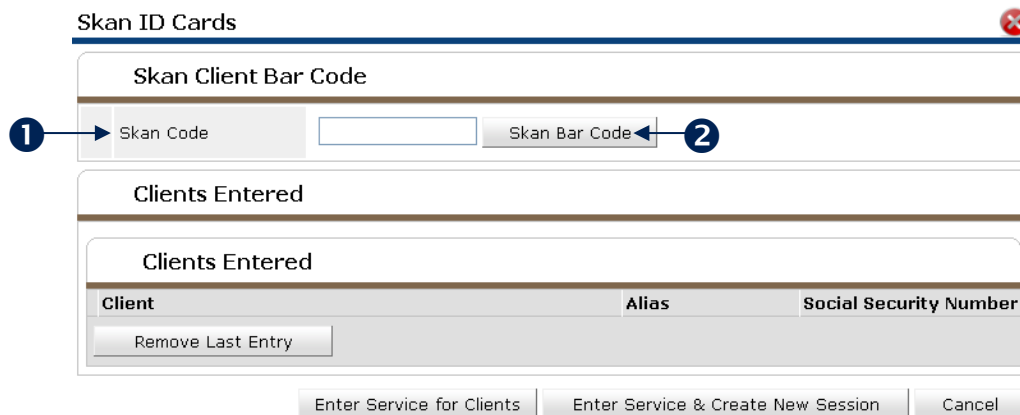 Skan ID Cards
Skan Client Bar Code
1 Skan Code Skan Bar Code 2
Clients Entered
Clients Entered
Client Alias Social Security Number
Remove Last Entry
Enter Service for Clients Enter Service & Create New Session Cancel